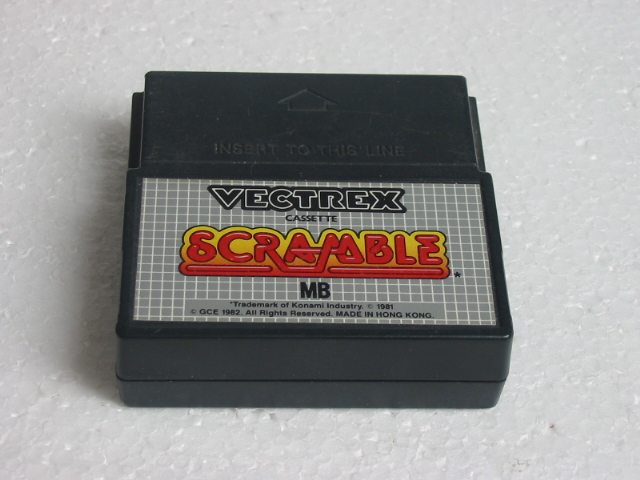 INSERT TO THIS LINE
VECTREX
CASSETTE
SCRAMBLE*
MB
*Trademark of Konami Industry. © 1981
© GCE 1982. All Rights Reserved. MADE IN HONG KONG.